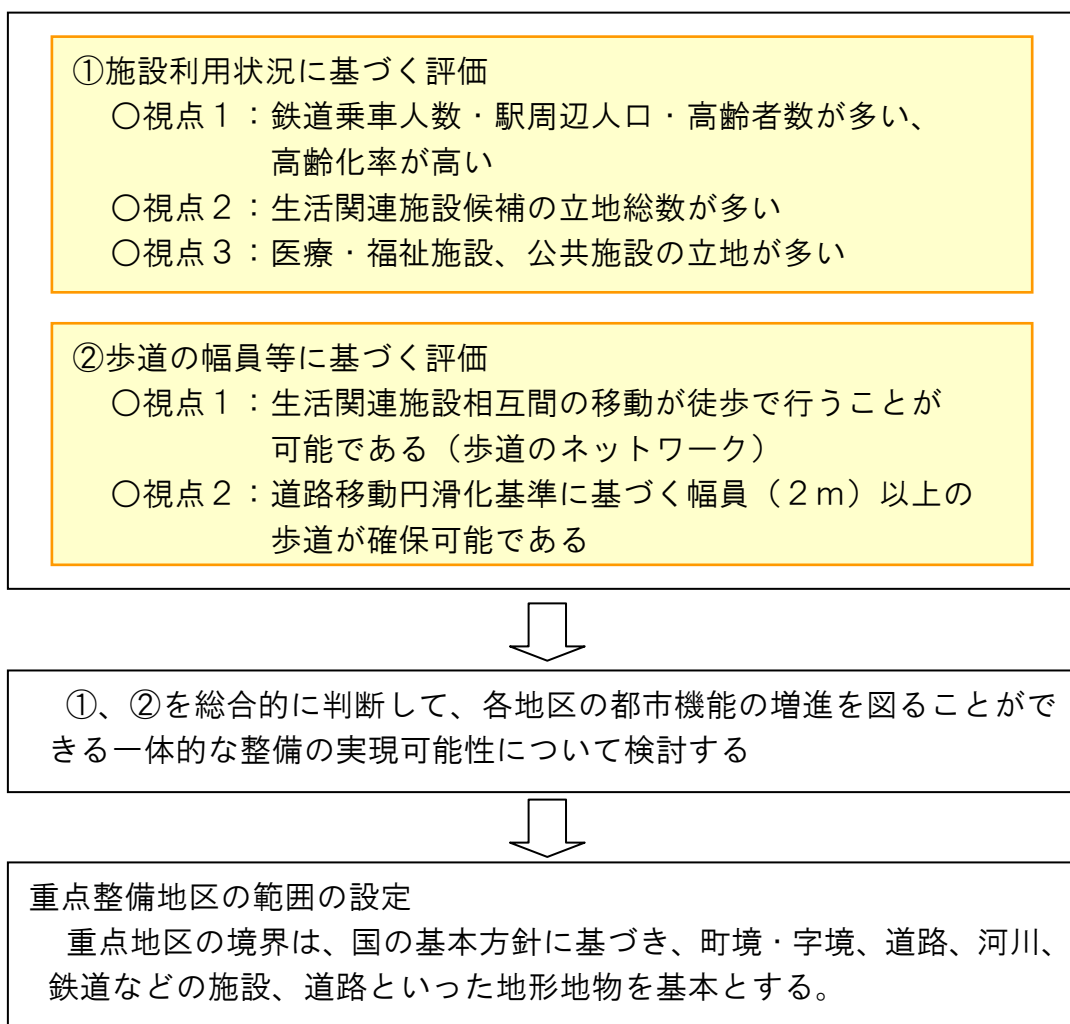 ①施設利用状況に基づく評価
〇視点１：鉄道乗車人数・駅周辺人口・高齢者数が多い、
高齢化率が高い
〇視点２：生活関連施設候補の立地総数が多い
〇視点３：医療・福祉施設、公共施設の立地が多い
②歩道の幅員等に基づく評価
〇視点１：生活関連施設相互間の移動が徒歩で行うことが
可能である（歩道のネットワーク）
〇視点２：道路移動円滑化基準に基づく幅員（２ｍ）以上の
歩道が確保可能である
①、②を総合的に判断して、各地区の都市機能の増進を図ることがで
きる一体的な整備の実現可能性について検討する
重点整備地区の範囲の設定
重点地区の境界は、国の基本方針に基づき、町境・字境、道路、河川、
鉄道などの施設、道路といった地形地物を基本とする。